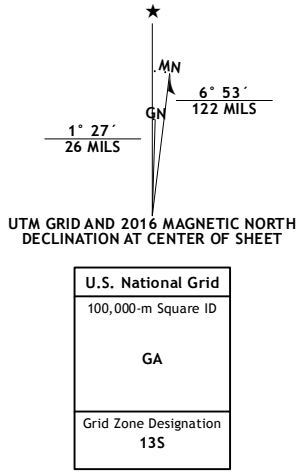 ★
MN
GN
6° 53´
122 MILS
1° 27´
26 MILS
UTM GRID AND 2016 MAGNETIC NORTH
DECLINATION AT CENTER OF SHEET
U.S. National Grid
100,000-m Square ID
GA
Grid Zone Designation
13S